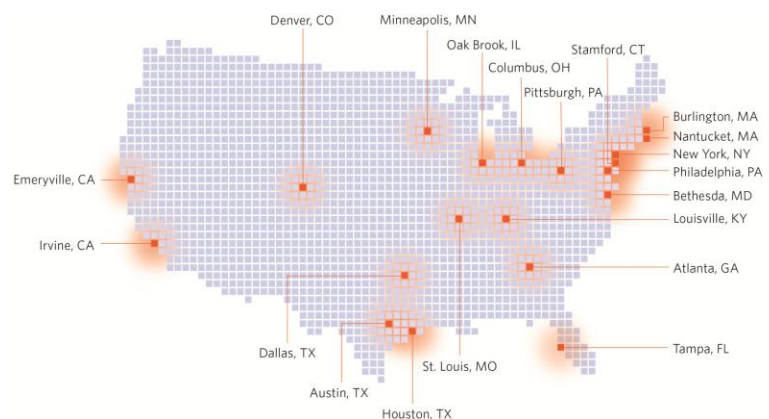 Denver, CO
Minneapolis, MN
Oak Brook, IL
Stamford, CT
Columbus, OH
Pittsburgh, PA
Burlington, MA
Nantucket, MA
New York, NY
Philadelphia, PA
Emeryville, CA
Bethesda, MD
Louisville, KY
Irvine, CA
Atlanta, GA
Dallas, TX
Tampa, FL
St. Louis, MO
Austin, TX
Houston, TX